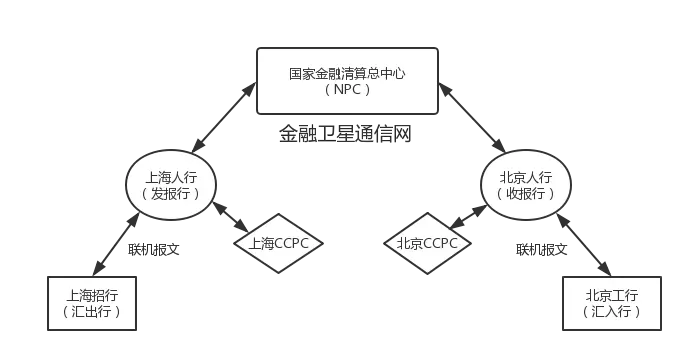 国家金融清算总中心
（NPC）
金融卫星通信网
上海人行
（发报行）
北京人行
（收报行）
上海CCPC
北京CCPC
联机报文
联机报文
上海招行
（汇出行）
北京工行
（汇入行）